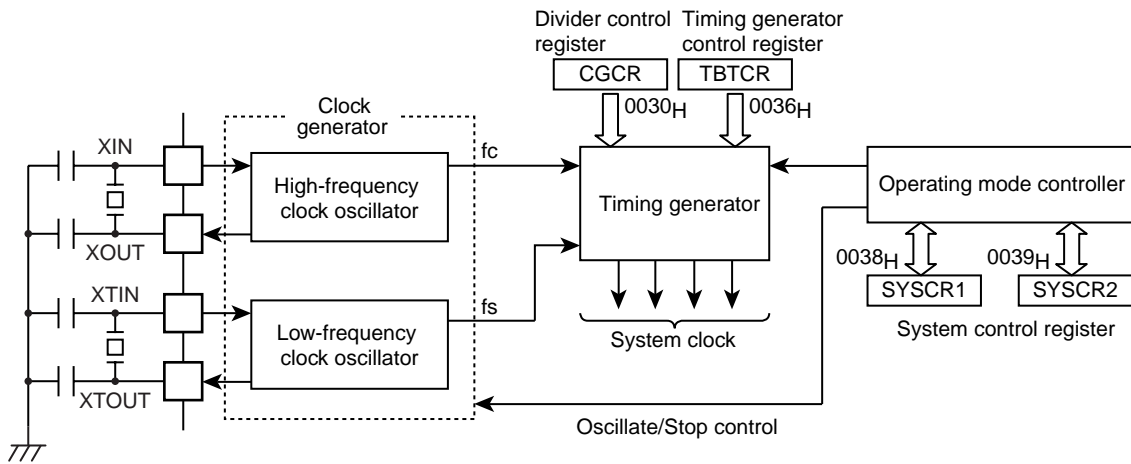 Divider control
register
Timing generator
control register
CGCR
TBTCR
0030H
0036H
Clock
generator
XIN
fc
High-frequency
clock oscillator
Timing generator
Operating mode controller
XOUT
0038H
0039H
XTIN
SYSCR1
SYSCR2
fs
Low-frequency
clock oscillator
System clock
System control register
XTOUT
Oscillate/Stop control